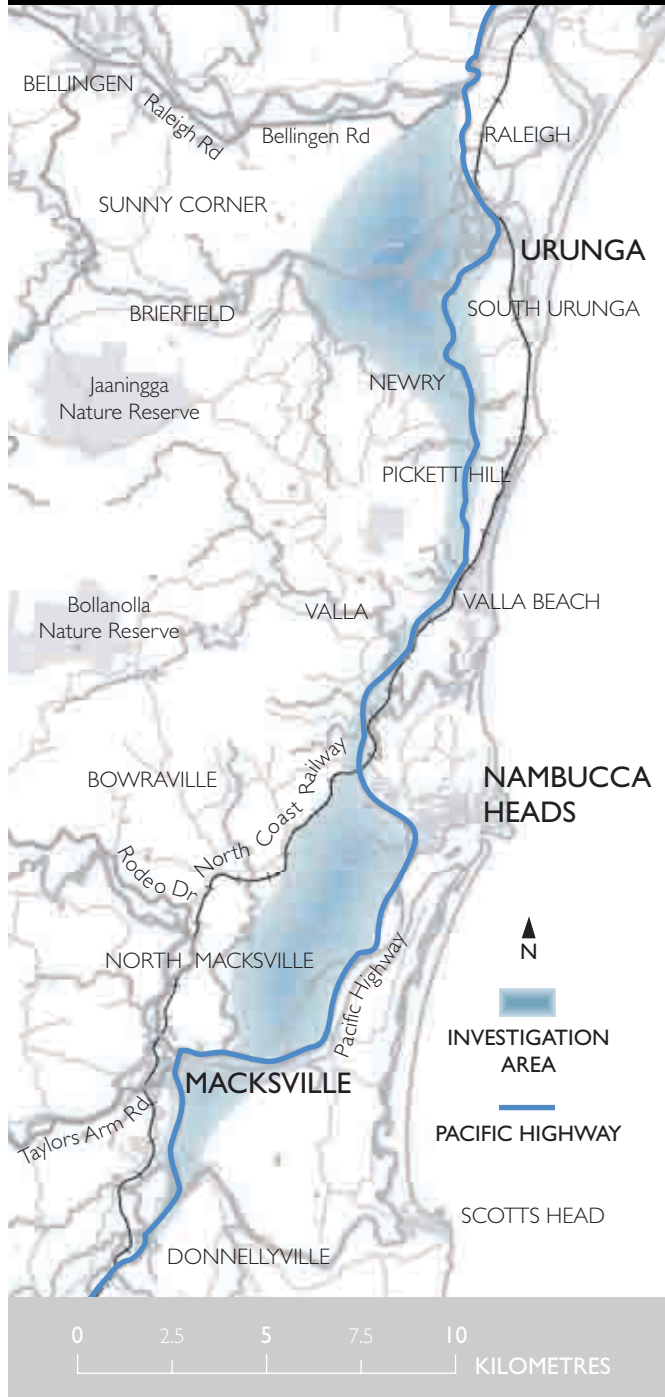 BELLINGEN
Raleigh Rd
Bellingen Rd
RALEIGH
SUNNY CORNER
URUNGA
BRIERFIELD
SOUTH URUNGA
NEWRY
Jaaningga
Nature Reserve
PICKETT HILL
Bollanolla
Nature Reserve
VALLA
VALLA BEACH
BOWRAVILLE
North Coast Railway
NAMBUCCA
HEADS
Rodeo Dr
NORTH MACKSVILLE
Pacific Highway
N
INVESTIGATION
AREA
MACKSVILLE
PACIFIC HIGHWAY
Taylors Arm Rd
SCOTTS HEAD
DONNELLYVILLE
0 2.5 5 7.5 10
KILOMETRES